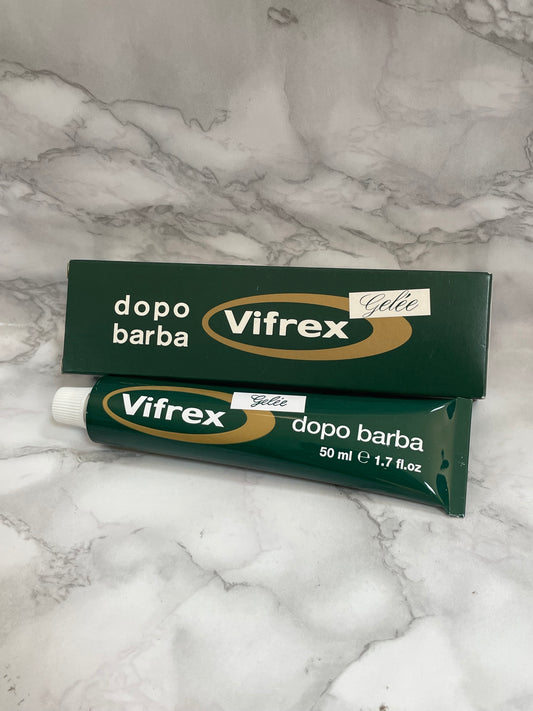 dopo
barba
Vifrex
Gelée
Vifrex
Gelée
dopo barba
50 ml ℮ 1.7 fl.oz